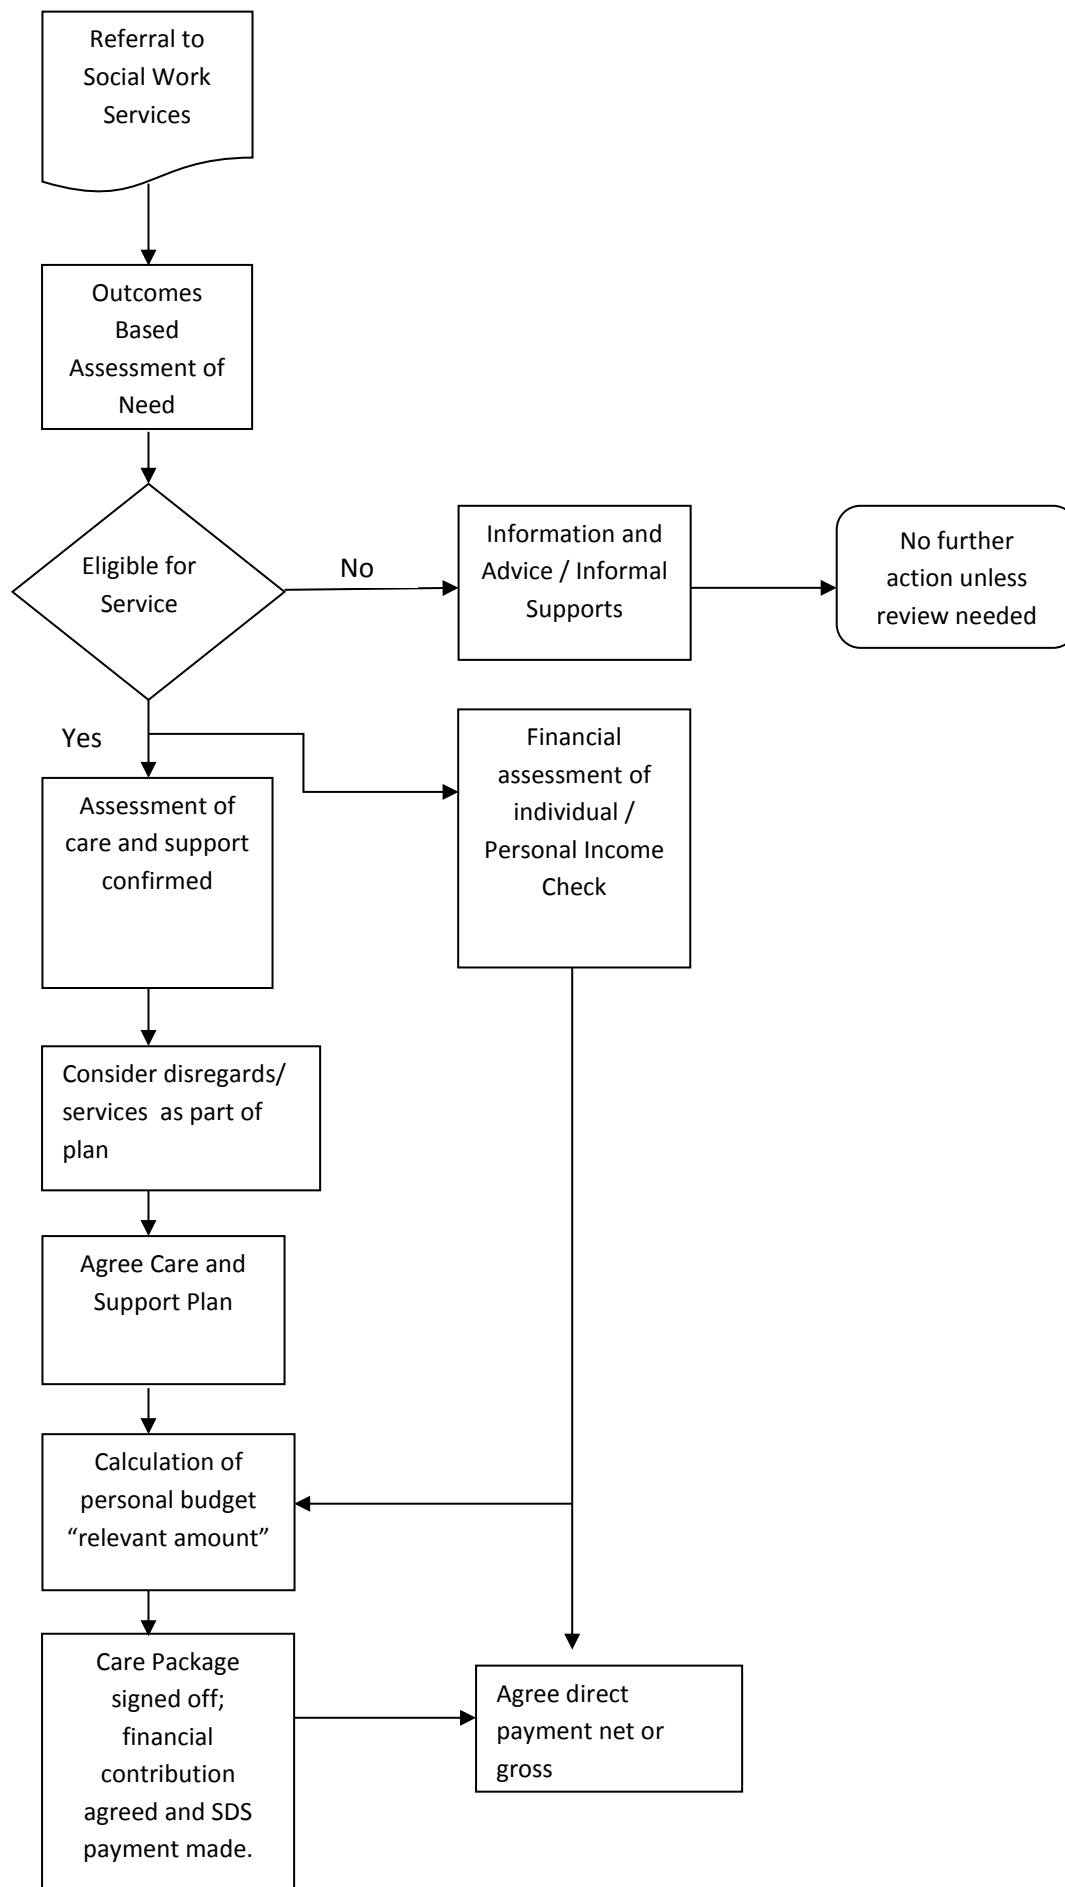 Referral to
Social Work
Services
Outcomes
Based
Assessment of
Need
Eligible for
Service
No
Information and
Advice / Informal
Supports
No further
action unless
review needed
Yes
Assessment of
care and support
confirmed
Financial
assessment of
individual /
Personal Income
Check
Consider disregards/
services  as part of
plan
Agree Care and
Support Plan
Calculation of
personal budget
“relevant amount”
Care Package
signed off;
financial
contribution
agreed and SDS
payment made.
Agree direct
payment net or
gross